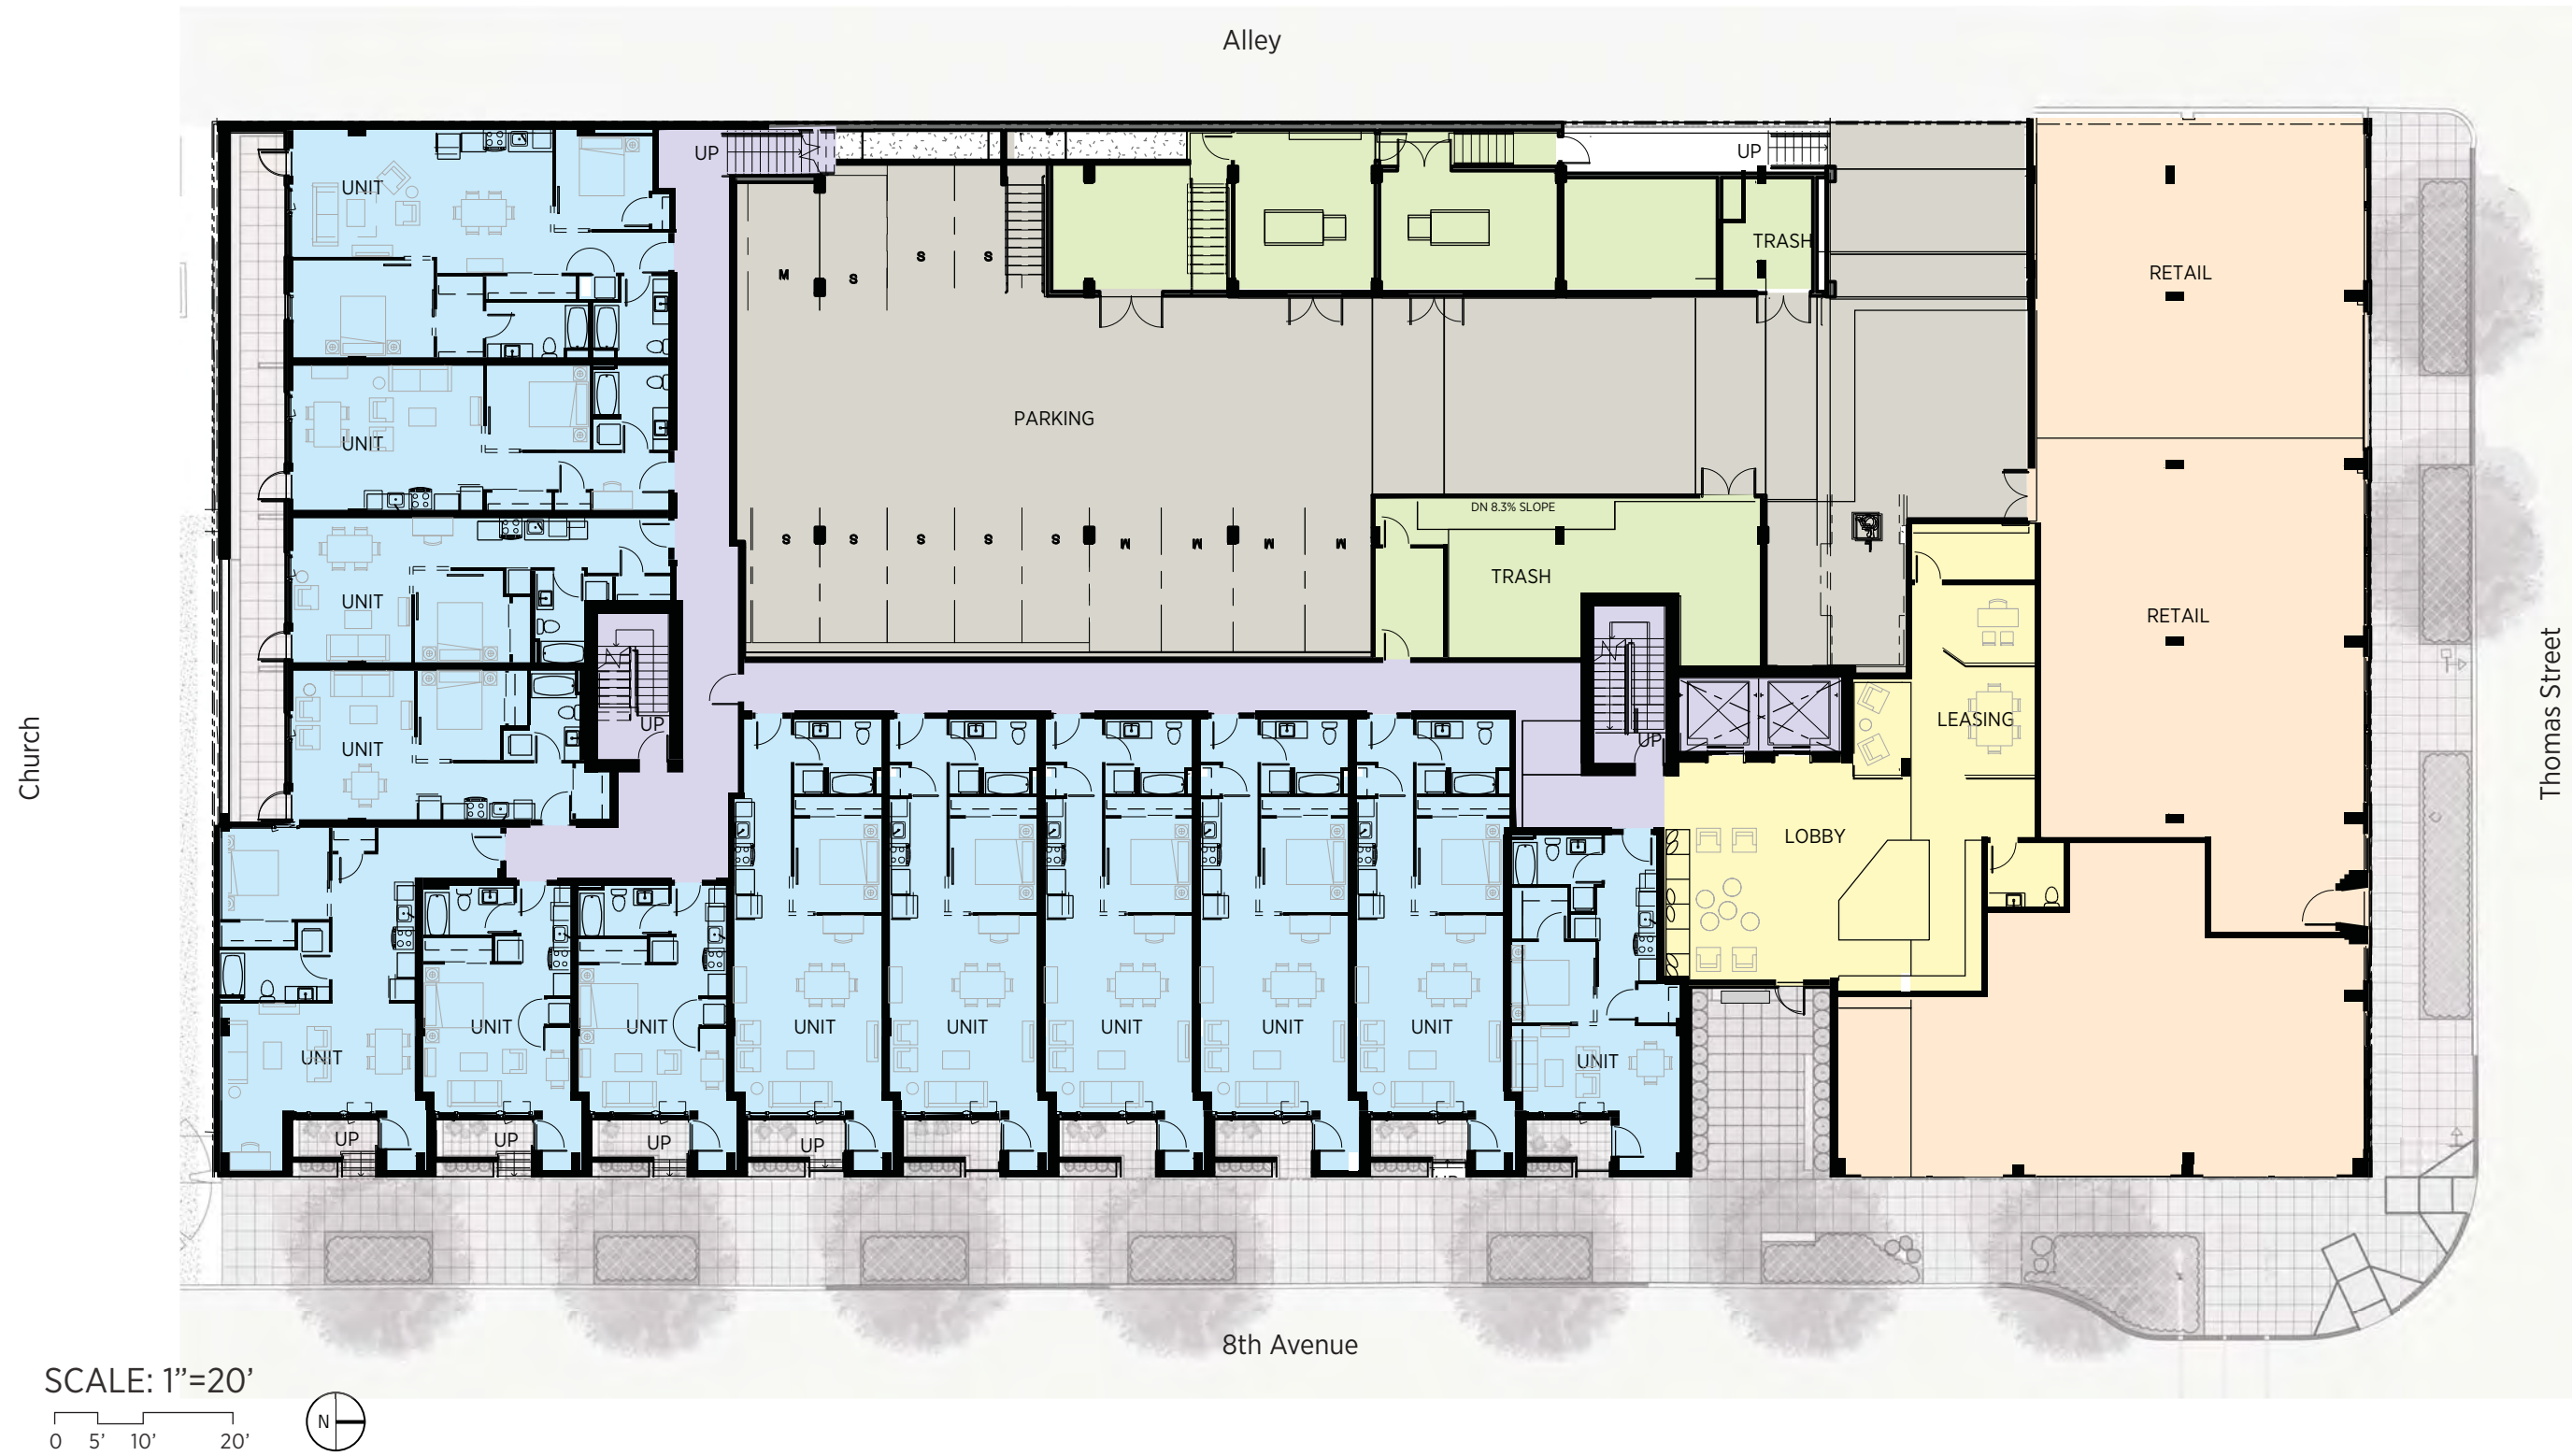 Alley
UP
UP
UNIT
TRASH
RETAIL
M
S
S
S
PARKING
UNIT
DN 8.3% SLOPE
S
S
S
S
S
M
M
M
M
TRASH
UNIT
RETAIL
UNIT
UP
UP
LEASING
LOBBY
Church
Thomas Street
UNIT
UNIT
UNIT
UNIT
UNIT
UNIT
UNIT
UNIT
UNIT
UP
UP
UP
UP
8th Avenue
SCALE: 1”=20’
N
0 5’ 10’ 20’